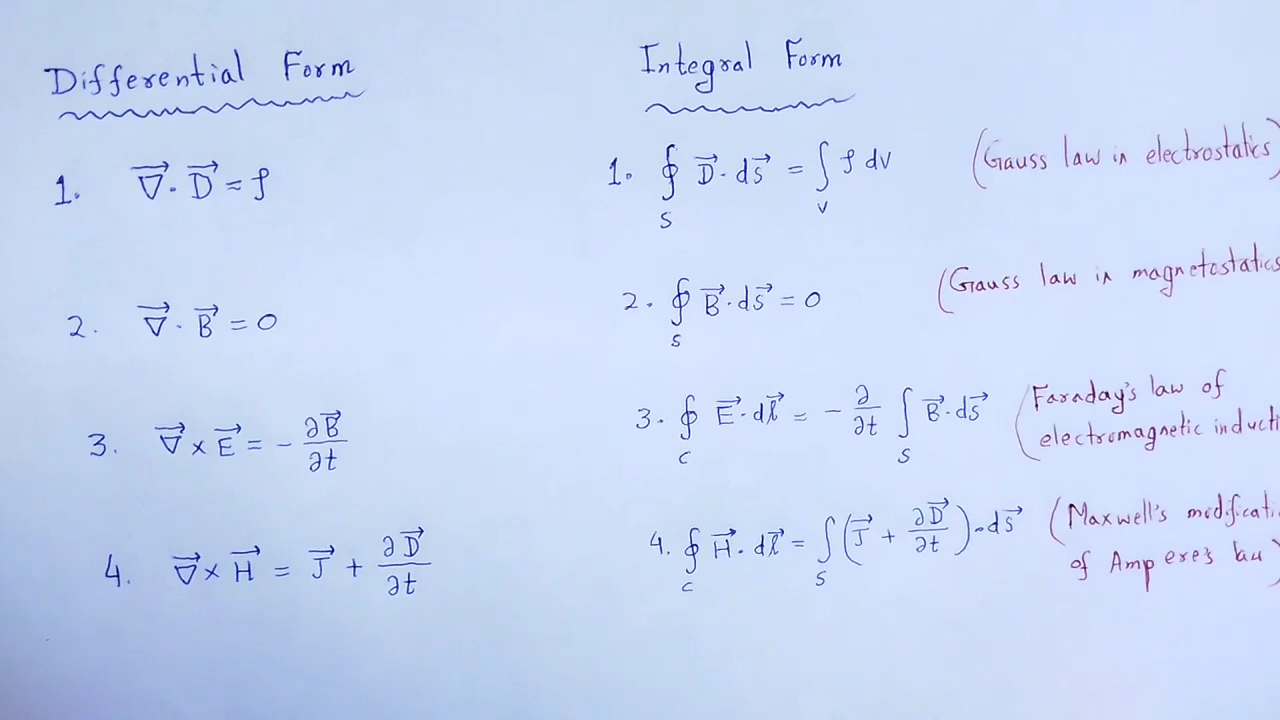 Differential Form
Integral Form
1. ∇⃗ · D⃗ = ρ
1. ∮_S D⃗ · ds⃗ = ∫_V ρ dv (Gauss law in electrostatics)
2. ∇⃗ · B⃗ = 0
2. ∮_S B⃗ · ds⃗ = 0 (Gauss law in magnetostatics
3. ∇⃗ × E⃗ = - ∂B⃗/∂t
3. ∮_C E⃗ · dl⃗ = - ∂/∂t ∫_S B⃗ · ds⃗ (Faraday's law of
electromagnetic inducti
4. ∇⃗ × H⃗ = J⃗ + ∂D⃗/∂t
4. ∮_C H⃗ · dl⃗ = ∫_S (J⃗ + ∂D⃗/∂t) · ds⃗ (Maxwell's modificati
of Ampere's law)